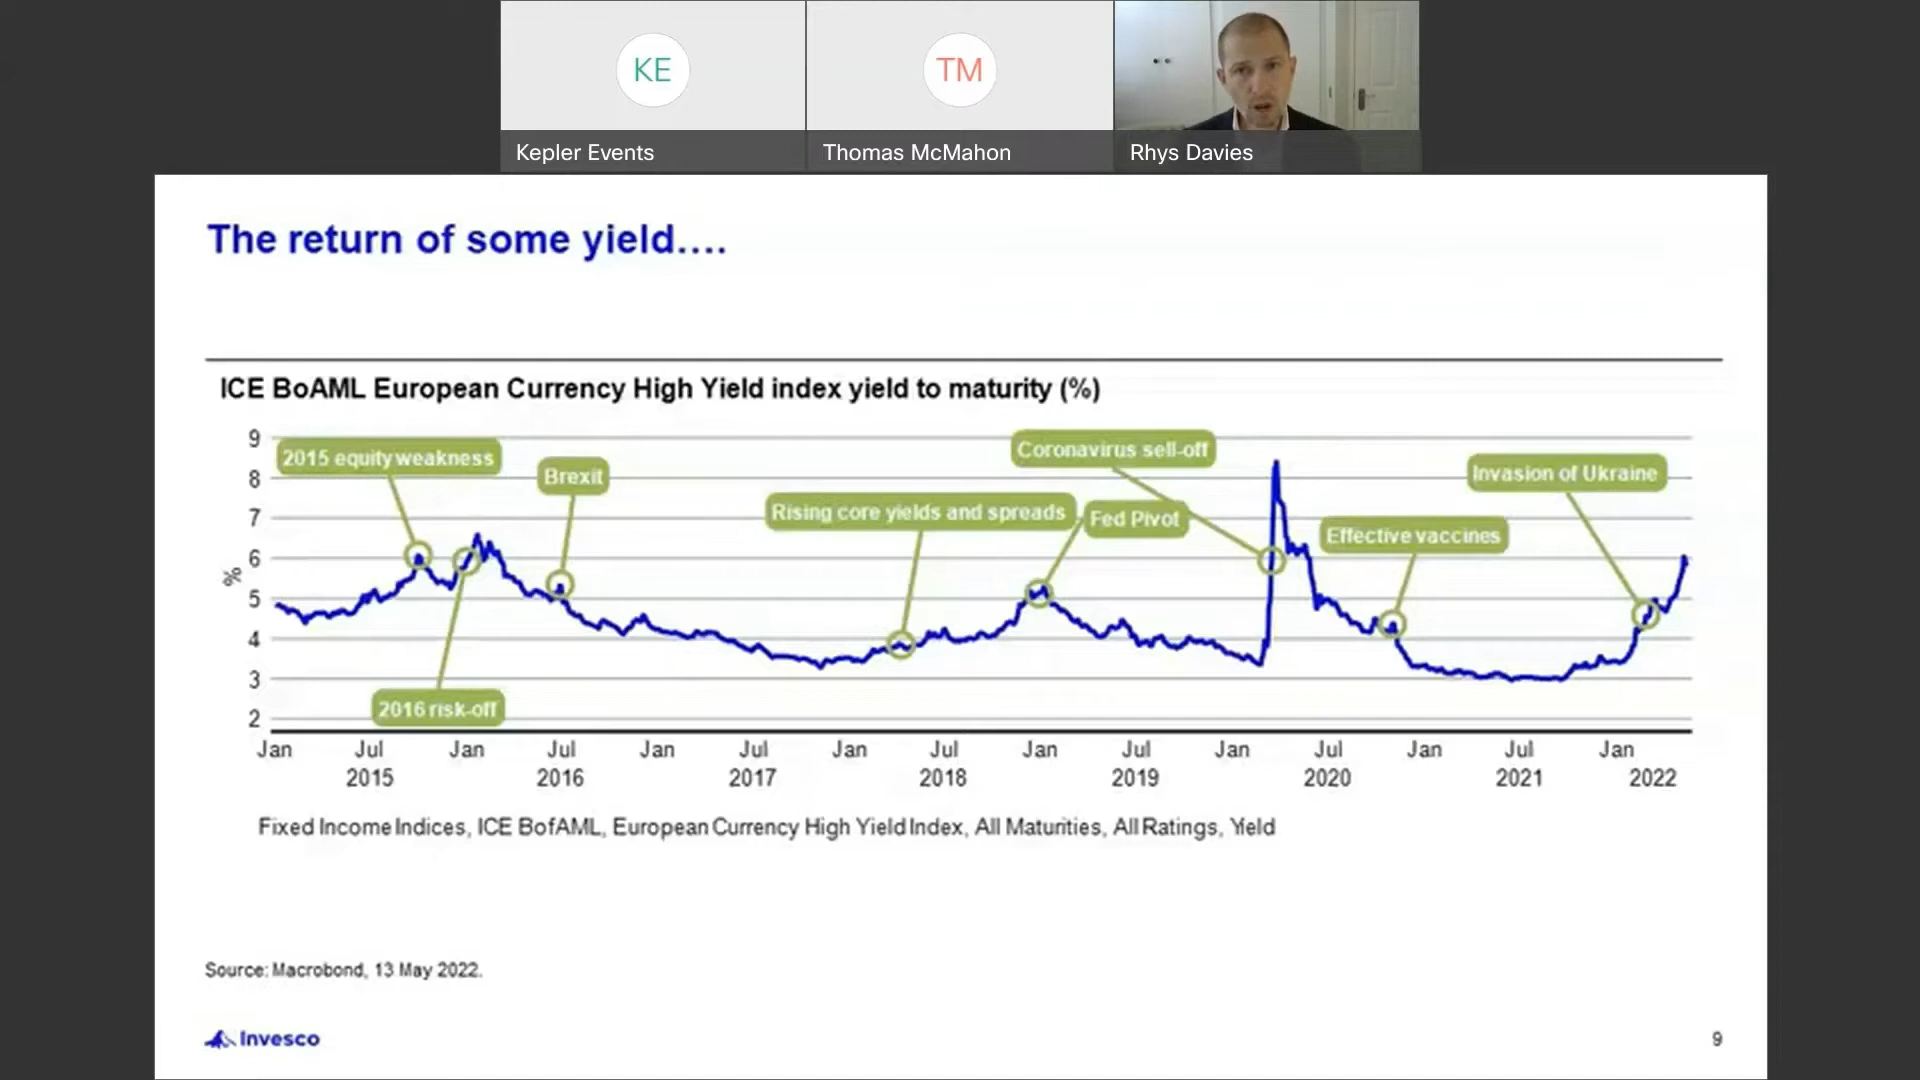 KE
TM
Kepler Events
Thomas McMahon
Rhys Davies
The return of some yield....
ICE BoAML European Currency High Yield index yield to maturity (%)
9
8
7
6
5
4
3
2
%
2015 equity weakness
Brexit
2016 risk-off
Rising core yields and spreads
Fed Pivot
Coronavirus sell-off
Effective vaccines
Invasion of Ukraine
Jan Jul Jan Jul Jan Jul Jan Jul Jan Jul Jan Jul Jan Jul Jan
2015 2016 2017 2018 2019 2020 2021 2022
Fixed Income Indices, ICE BofAML, European Currency High Yield Index, All Maturities, All Ratings, Yield
Source: Macrobond, 13 May 2022.
Invesco
9